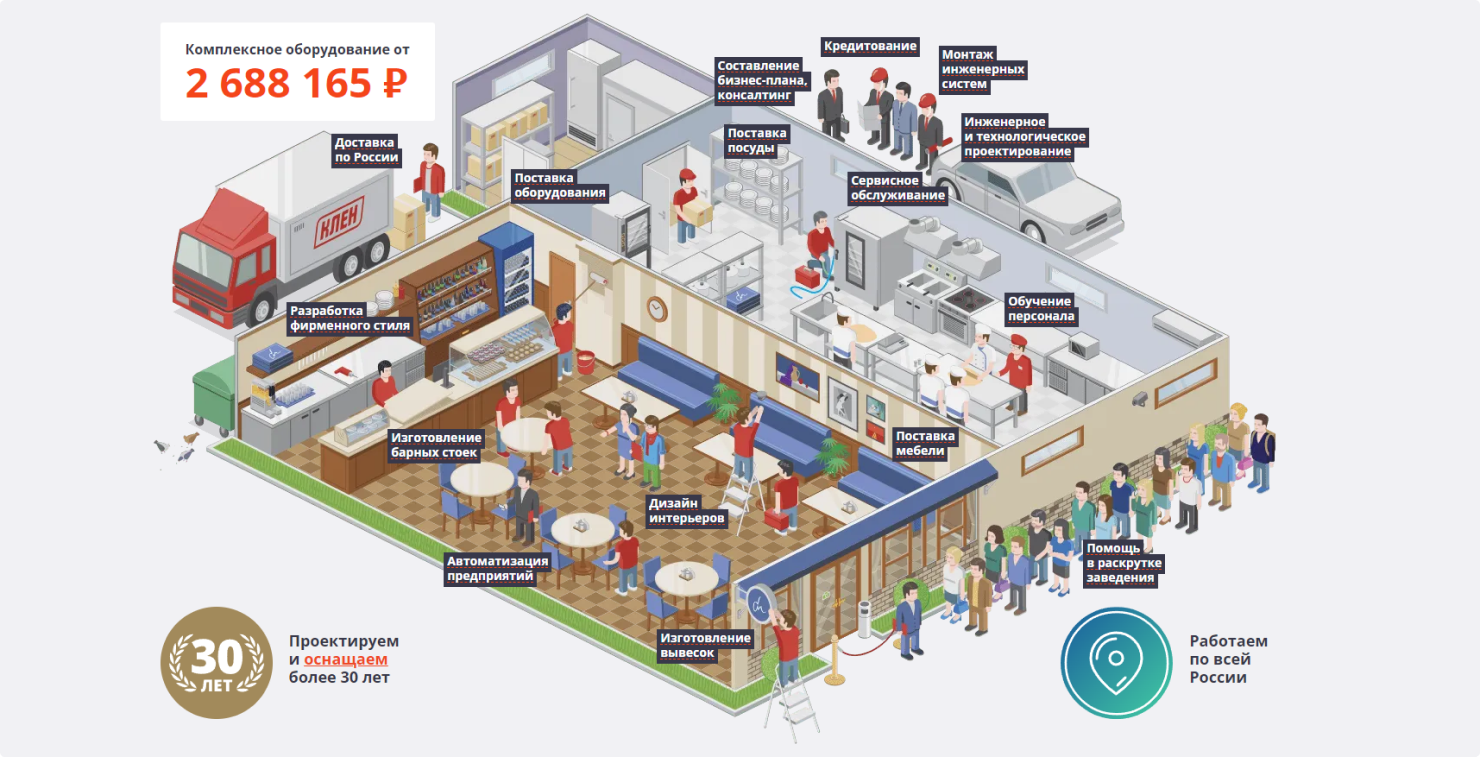 Комплексное оборудование от
2 688 165 ₽
Кредитование
Составление
бизнес-плана,
консалтинг
Монтаж
инженерных
систем
Инженерное
и технологическое
проектирование
Доставка
по России
Поставка
посуды
Поставка
оборудования
Сервисное
обслуживание
КЛЕН
Разработка
фирменного стиля
Обучение
персонала
Изготовление
барных стоек
Поставка
мебели
Дизайн
интерьеров
Автоматизация
предприятий
Помощь
в раскрутке
заведения
Изготовление
вывесок
30
ЛЕТ
Проектируем
и оснащаем
более 30 лет
Работаем
по всей
России